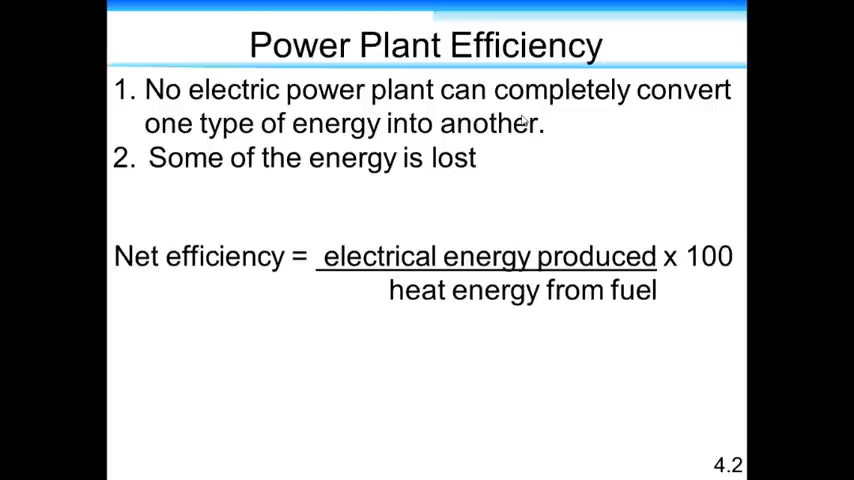 Power Plant Efficiency
1. No electric power plant can completely convert
one type of energy into another.
2. Some of the energy is lost
Net efficiency = electrical energy produced x 100
heat energy from fuel
4.2